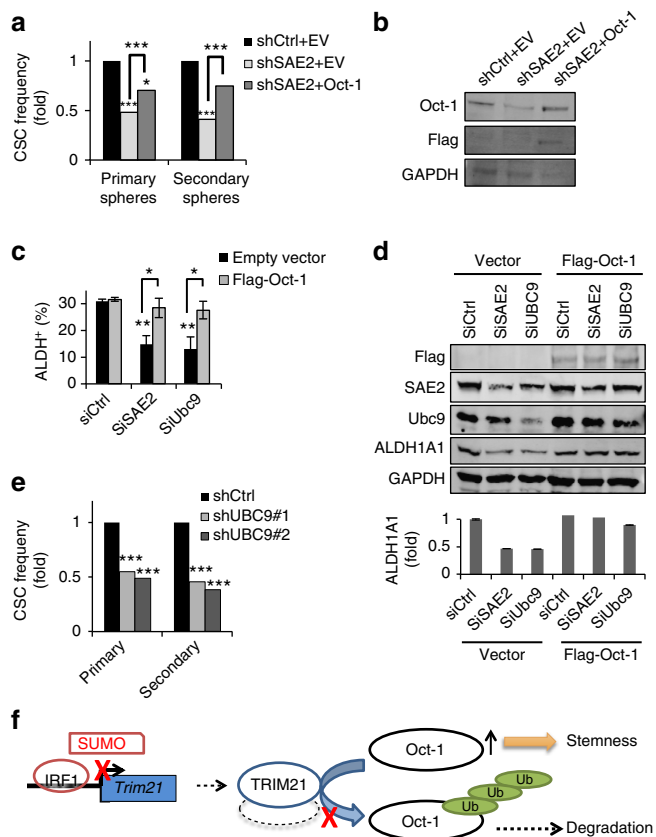 a
***
***
*
***
***
1
0.5
0
CSC frequency
(fold)
Primary
spheres
Secondary
spheres
shCtrl+EV
shSAE2+EV
shSAE2+Oct-1
b
shCtrl+EV
shSAE2+EV
shSAE2+Oct-1
Oct-1
Flag
GAPDH
c
Empty vector
Flag-Oct-1
*
*
**
**
30
20
10
0
ALDH+ (%)
siCtrl
SiSAE2
SiUbc9
d
Vector
Flag-Oct-1
SiCtrl
SiSAE2
SiUBC9
SiCtrl
SiSAE2
SiUBC9
Flag
SAE2
Ubc9
ALDH1A1
GAPDH
1
0.5
0
ALDH1A1
(fold)
siCtrl
SiSAE2
SiUbc9
siCtrl
SiSAE2
SiUbc9
Vector
Flag-Oct-1
e
shCtrl
shUBC9#1
shUBC9#2
***
***
***
***
1
0.5
0
CSC frequeny
(fold)
Primary
Secondary
f
SUMO
IRF1
X
Trim21
TRIM21
X
Oct-1
Stemness
Oct-1
Ub
Ub
Ub
Degradation